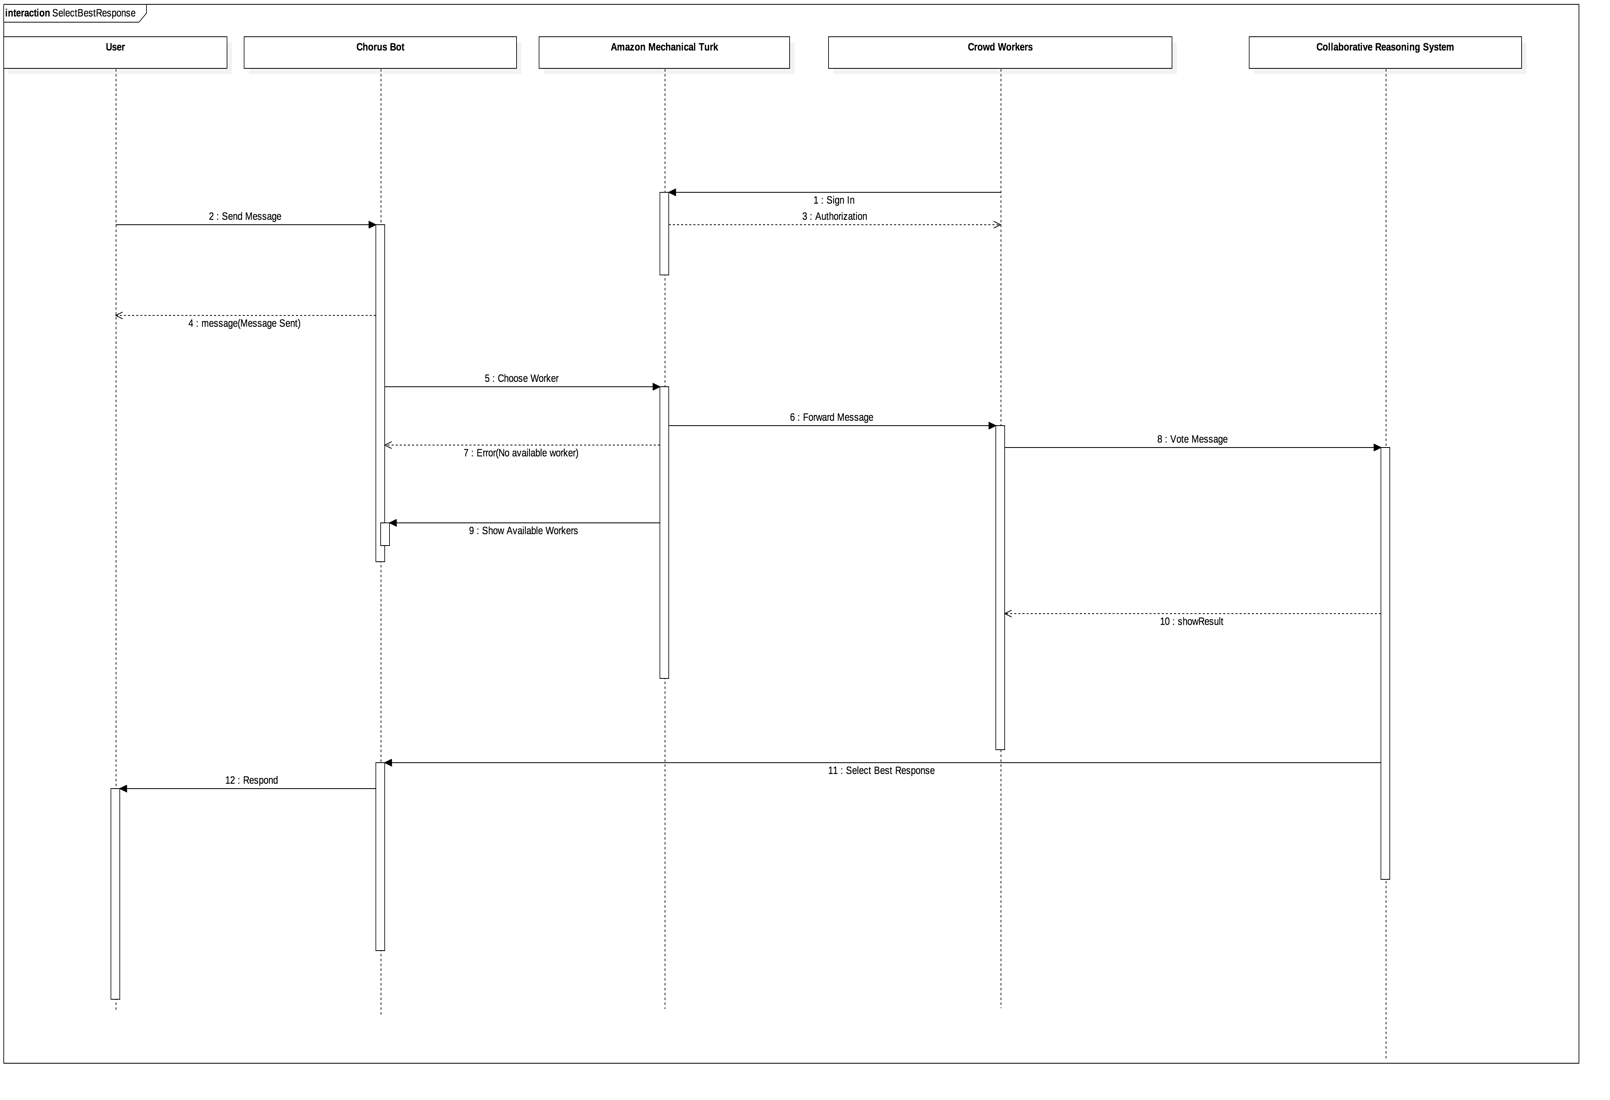 interaction SelectBestResponse
User
Chorus Bot
Amazon Mechanical Turk
Crowd Workers
Collaborative Reasoning System
1 : Sign In
2 : Send Message
3 : Authorization
4 : message(Message Sent)
5 : Choose Worker
6 : Forward Message
7 : Error(No available worker)
8 : Vote Message
9 : Show Available Workers
10 : showResult
11 : Select Best Response
12 : Respond